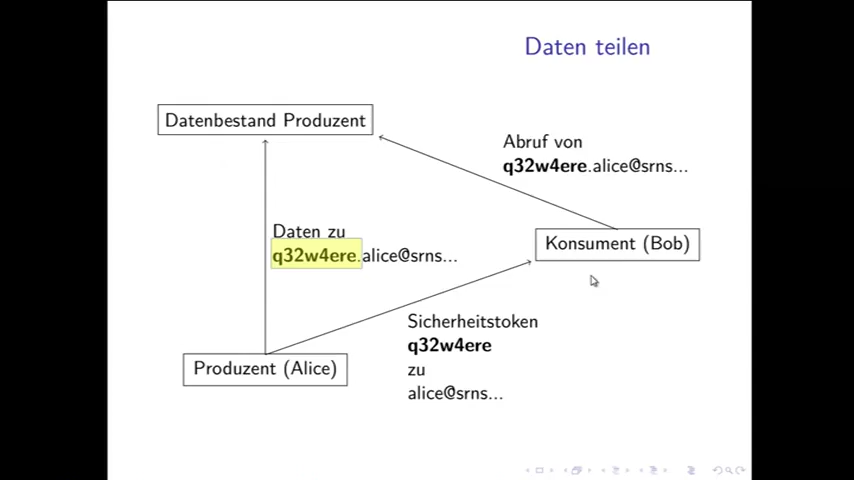 Daten teilen
Datenbestand Produzent
Abruf von
q32w4ere.alice@srns...
Daten zu
q32w4ere.alice@srns...
Konsument (Bob)
Sicherheitstoken
q32w4ere
zu
alice@srns...
Produzent (Alice)